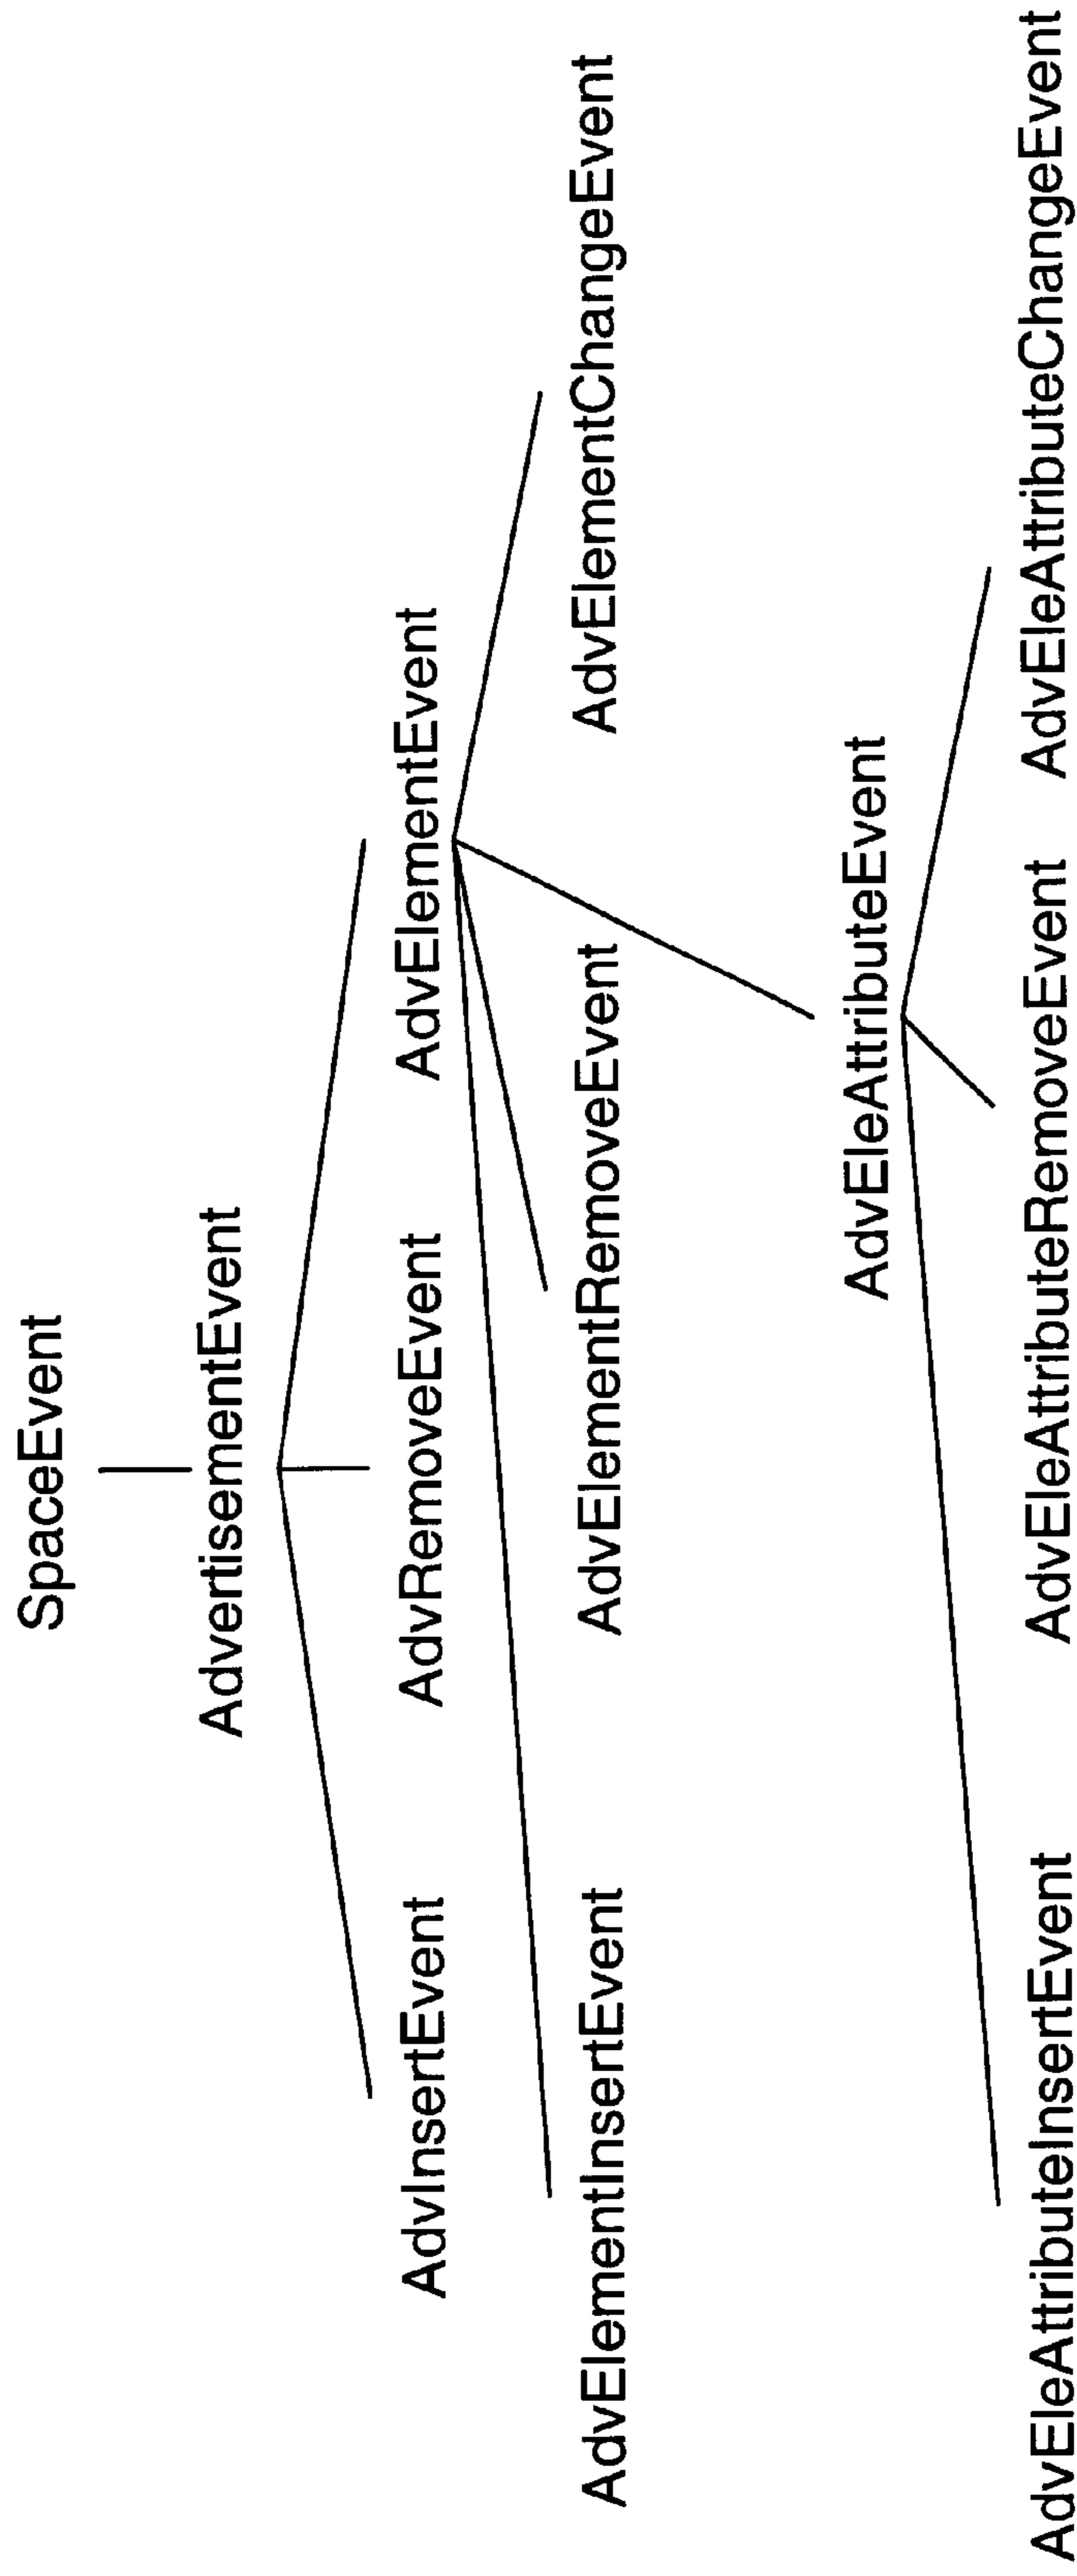 SpaceEvent
AdvertisementEvent
AdvInsertEvent AdvRemoveEvent AdvElementEvent
AdvElementInsertEvent AdvElementRemoveEvent AdvElementChangeEvent
AdvEleAttributeEvent
AdvEleAttributeInsertEvent AdvEleAttributeRemoveEvent AdvEleAttributeChangeEvent